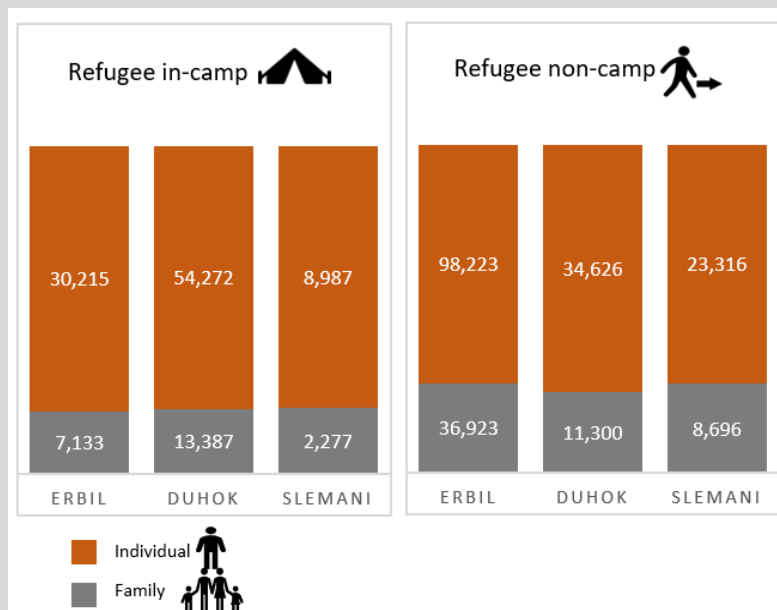 Refugee in-camp
30,215 54,272 8,987
7,133 13,387 2,277
ERBIL DUHOK SLEMANI
Refugee non-camp
98,223 34,626 23,316
36,923 11,300 8,696
ERBIL DUHOK SLEMANI
Individual
Family